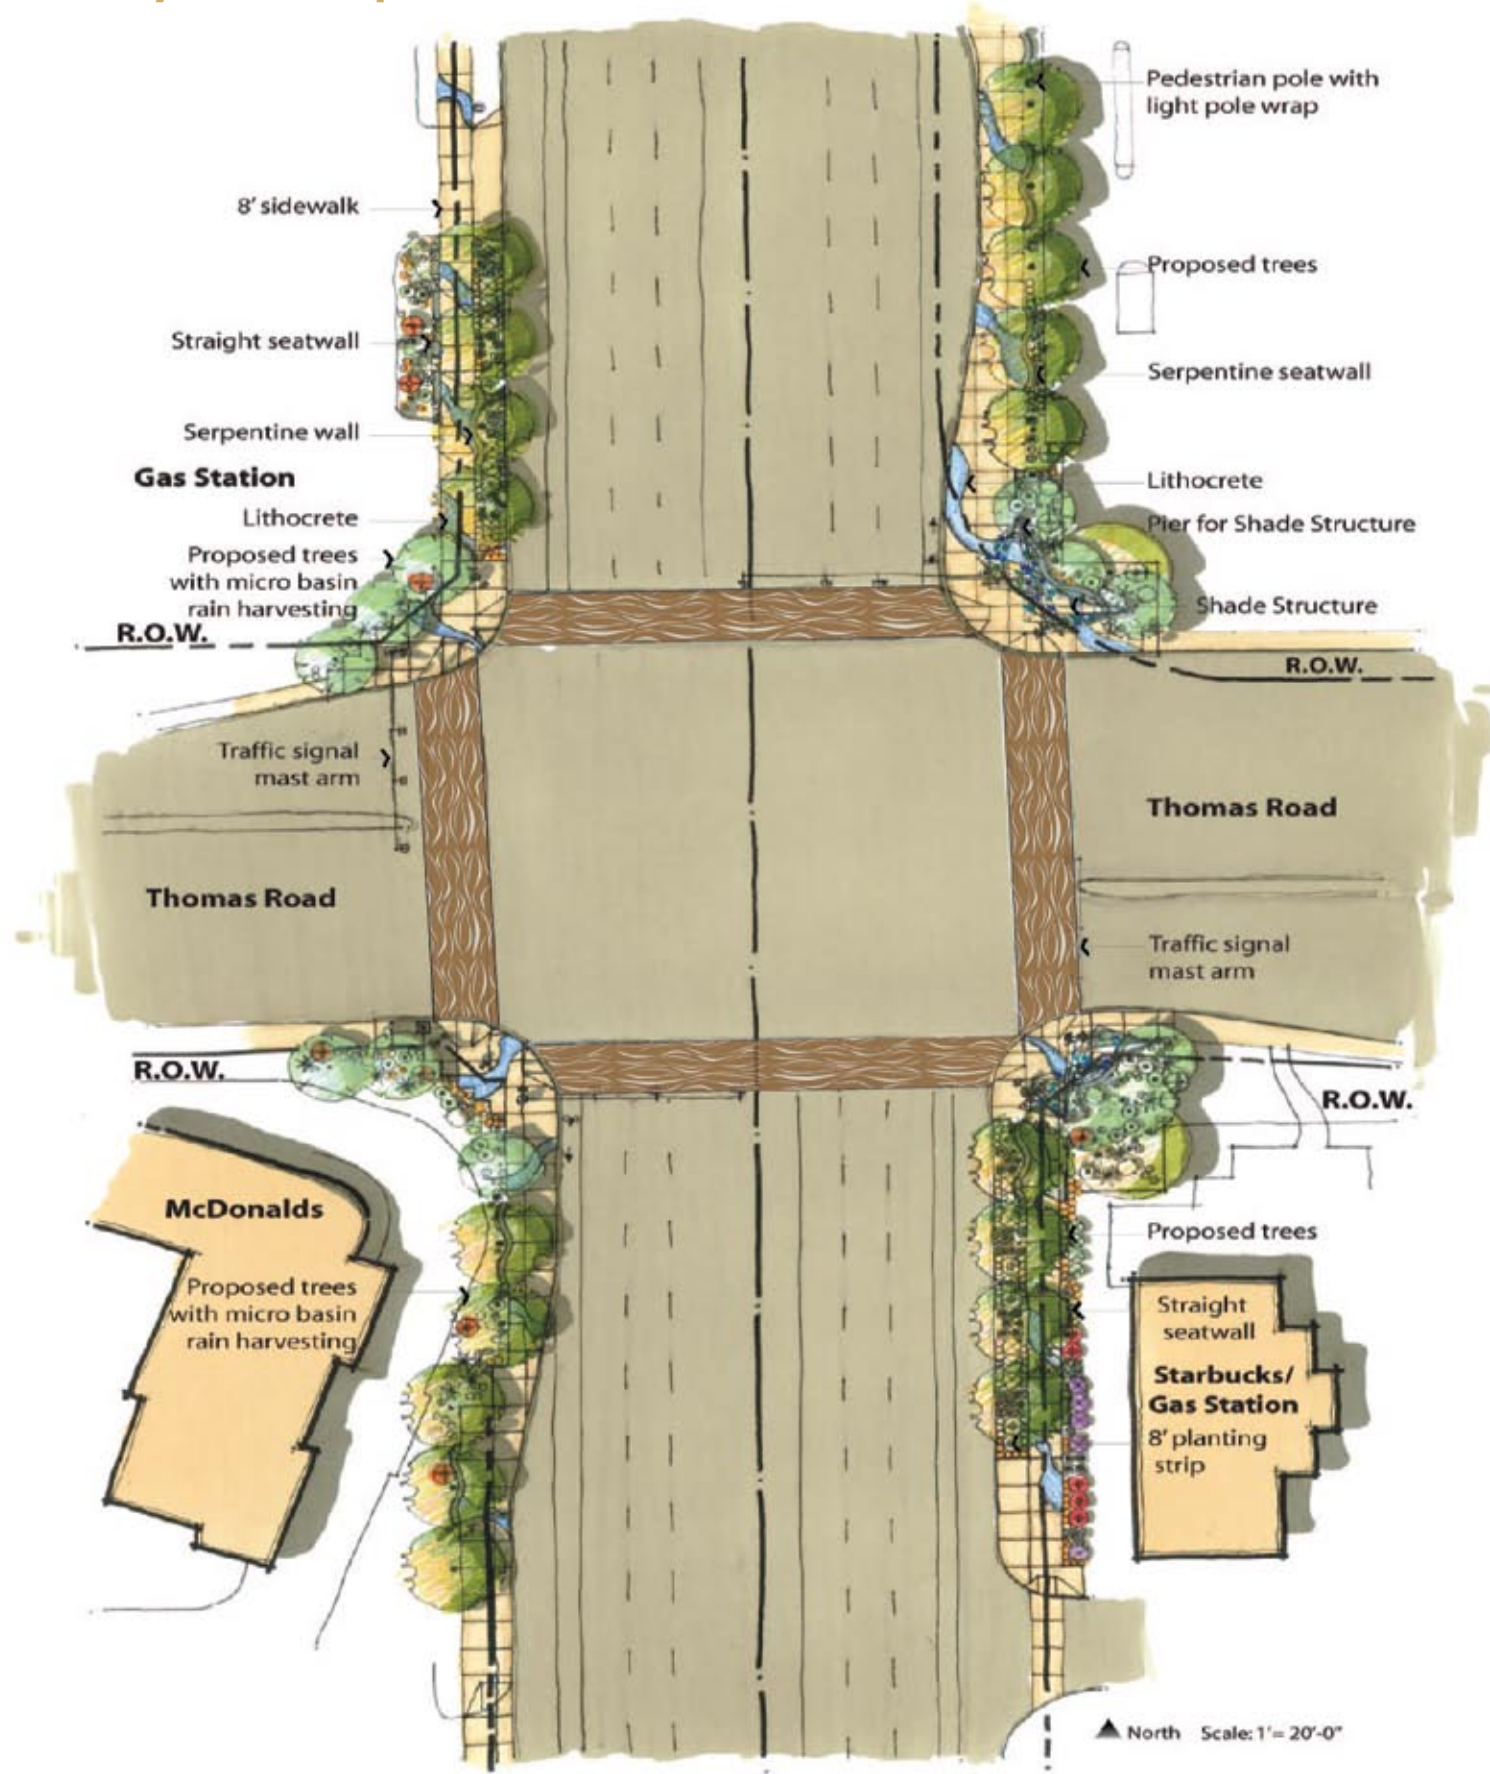 Pedestrian pole with
light pole wrap
8' sidewalk
Proposed trees
Straight seatwall
Serpentine seatwall
Serpentine wall
Gas Station
Lithocrete
Lithocrete
Pier for Shade Structure
Proposed trees
with micro basin
rain harvesting
Shade Structure
R.O.W.
R.O.W.
Traffic signal
mast arm
Thomas Road
Thomas Road
Traffic signal
mast arm
R.O.W.
R.O.W.
McDonalds
Proposed trees
Proposed trees
with micro basin
rain harvesting
Straight
seatwall
Starbucks/
Gas Station
8' planting
strip
North Scale: 1'= 20'-0"